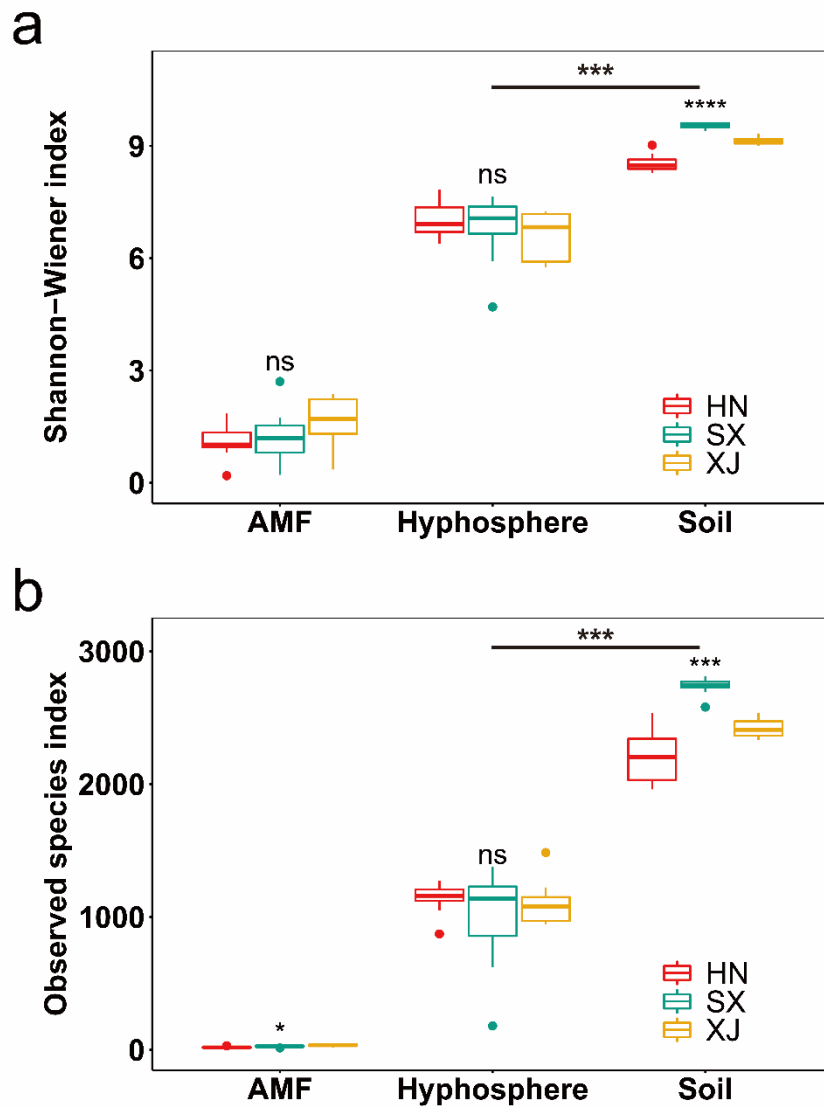 a
Shannon−Wiener index
9
6
3
0
***
****
ns
ns
HN
SX
XJ
AMF Hyphosphere Soil
b
Observed species index
3000
2000
1000
0
***
***
ns
*
HN
SX
XJ
AMF Hyphosphere Soil